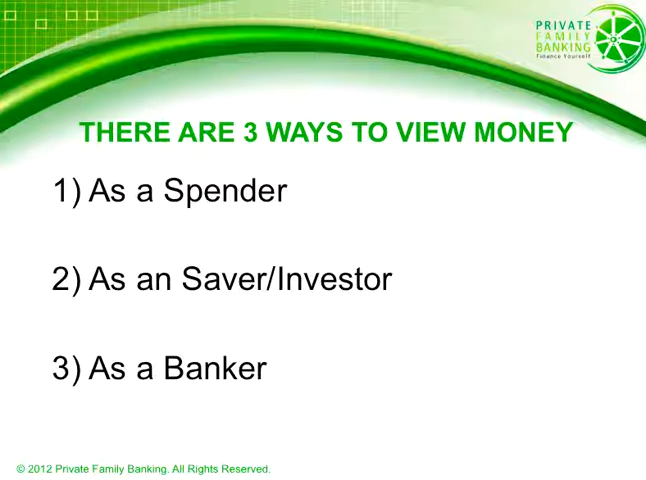 PRIVATE
FAMILY
BANKING
Finance Yourself
THERE ARE 3 WAYS TO VIEW MONEY
1) As a Spender
2) As an Saver/Investor
3) As a Banker
© 2012 Private Family Banking. All Rights Reserved.